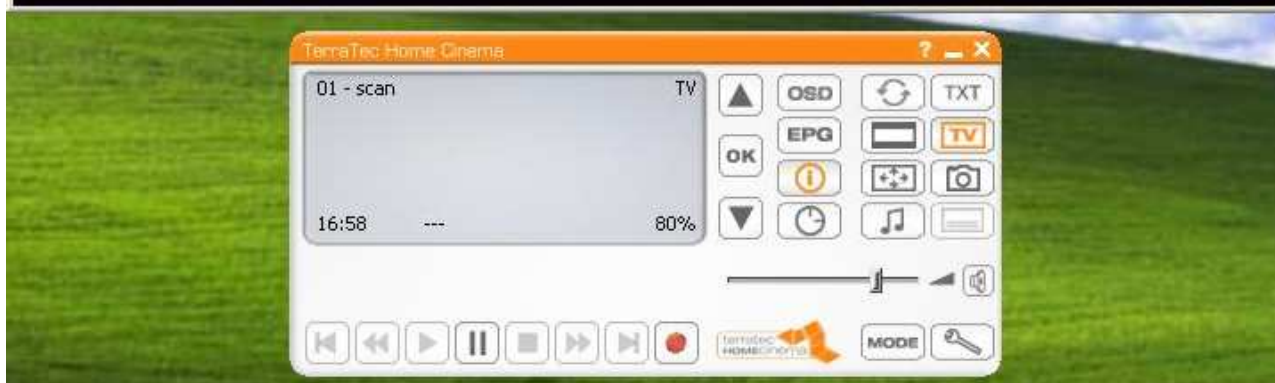 TerraTec Home Cinema ? _ X
01 - scan TV
OSD TXT
EPG TV
OK
16:58 --- 80%
terratec
HOMECINEMA
MODE